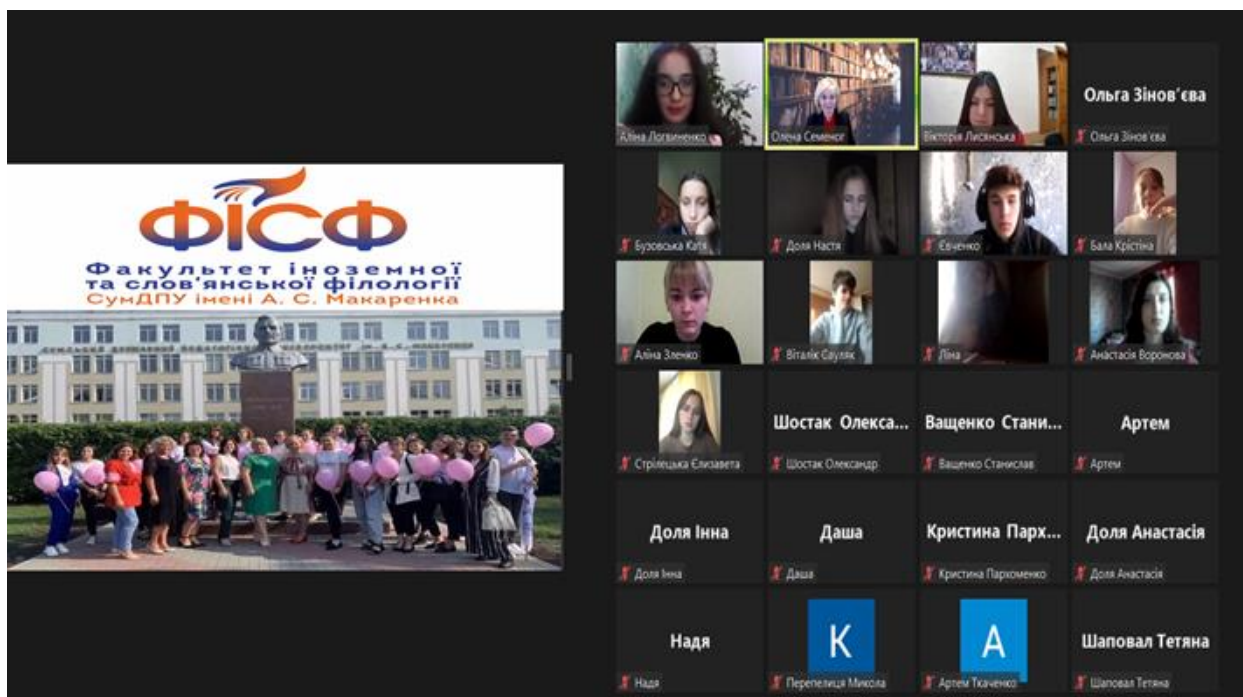 ФІСФ
Факультет іноземної
та слов'янської філології
СумДПУ імені А. С. Макаренка
Аліна Логвиненко
Олена Семеног
Вікторія Лисянська
Ольга Зінов'єва
Ольга Зінов'єва
Бузовська Катя
Доля Настя
Євченко
Бала Крістіна
Аліна Зленко
Віталік Сауляк
Ліна
Анастасія Воронова
Стрілецька Єлизавета
Шостак Олекса...
Шостак Олександр
Ващенко Стани...
Ващенко Станислав
Артем
Артем
Доля Інна
Доля Інна
Даша
Даша
Кристина Парх...
Кристина Пархоменко
Доля Анастасія
Доля Анастасія
Надя
Надя
К
Перепелиця Микола
А
Артем Ткаченко
Шаповал Тетяна
Шаповал Тетяна